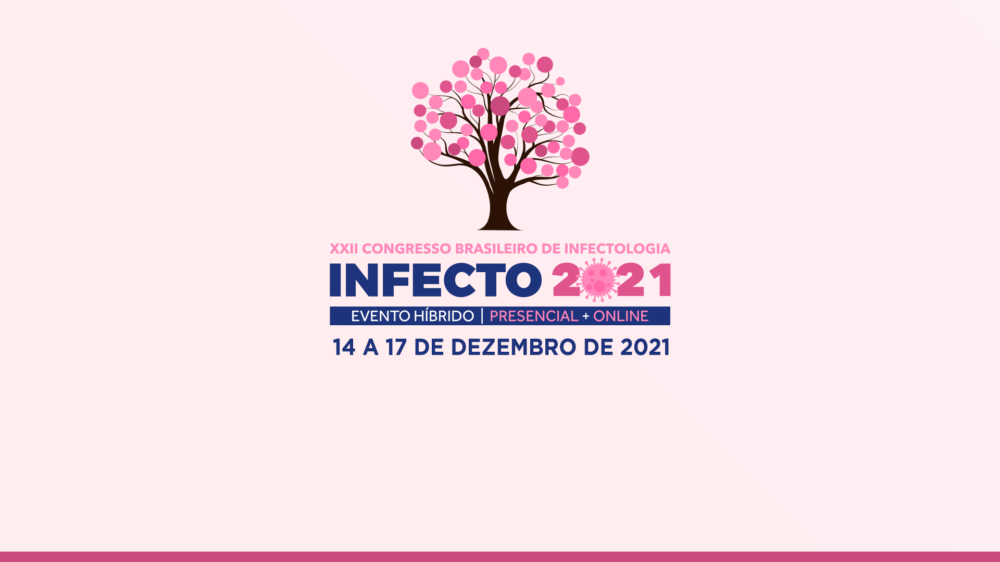 XXII CONGRESSO BRASILEIRO DE INFECTOLOGIA
INFECTO 2021
EVENTO HÍBRIDO | PRESENCIAL + ONLINE
14 A 17 DE DEZEMBRO DE 2021